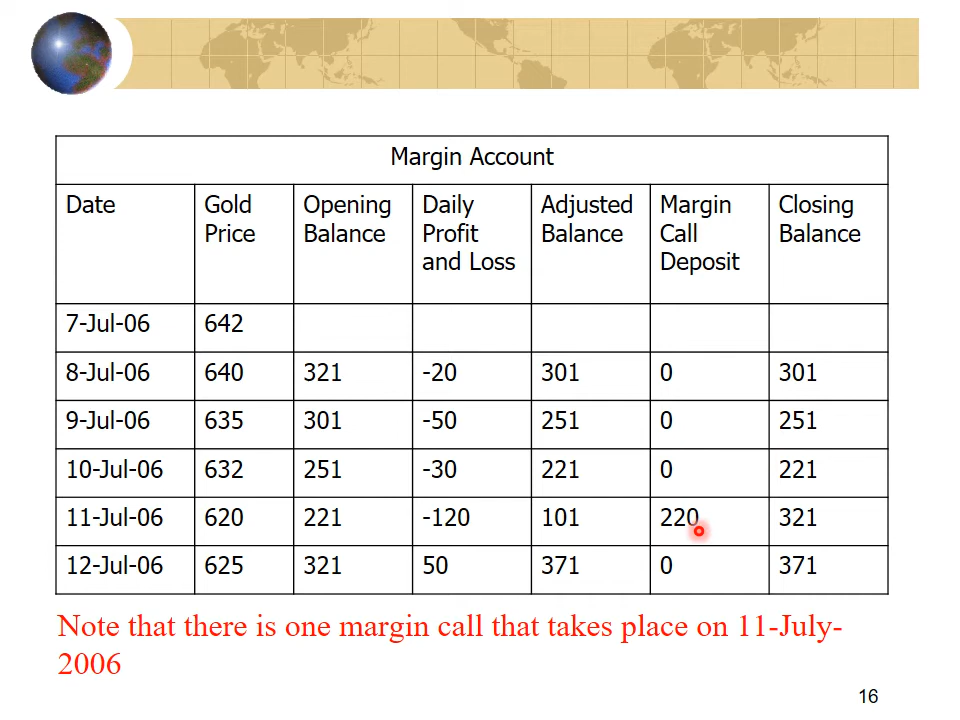 Margin Account
Date Gold Price Opening Balance Daily Profit and Loss Adjusted Balance Margin Call Deposit Closing Balance
7-Jul-06 642
8-Jul-06 640 321 -20 301 0 301
9-Jul-06 635 301 -50 251 0 251
10-Jul-06 632 251 -30 221 0 221
11-Jul-06 620 221 -120 101 220 321
12-Jul-06 625 321 50 371 0 371
Note that there is one margin call that takes place on 11-July-
2006
16